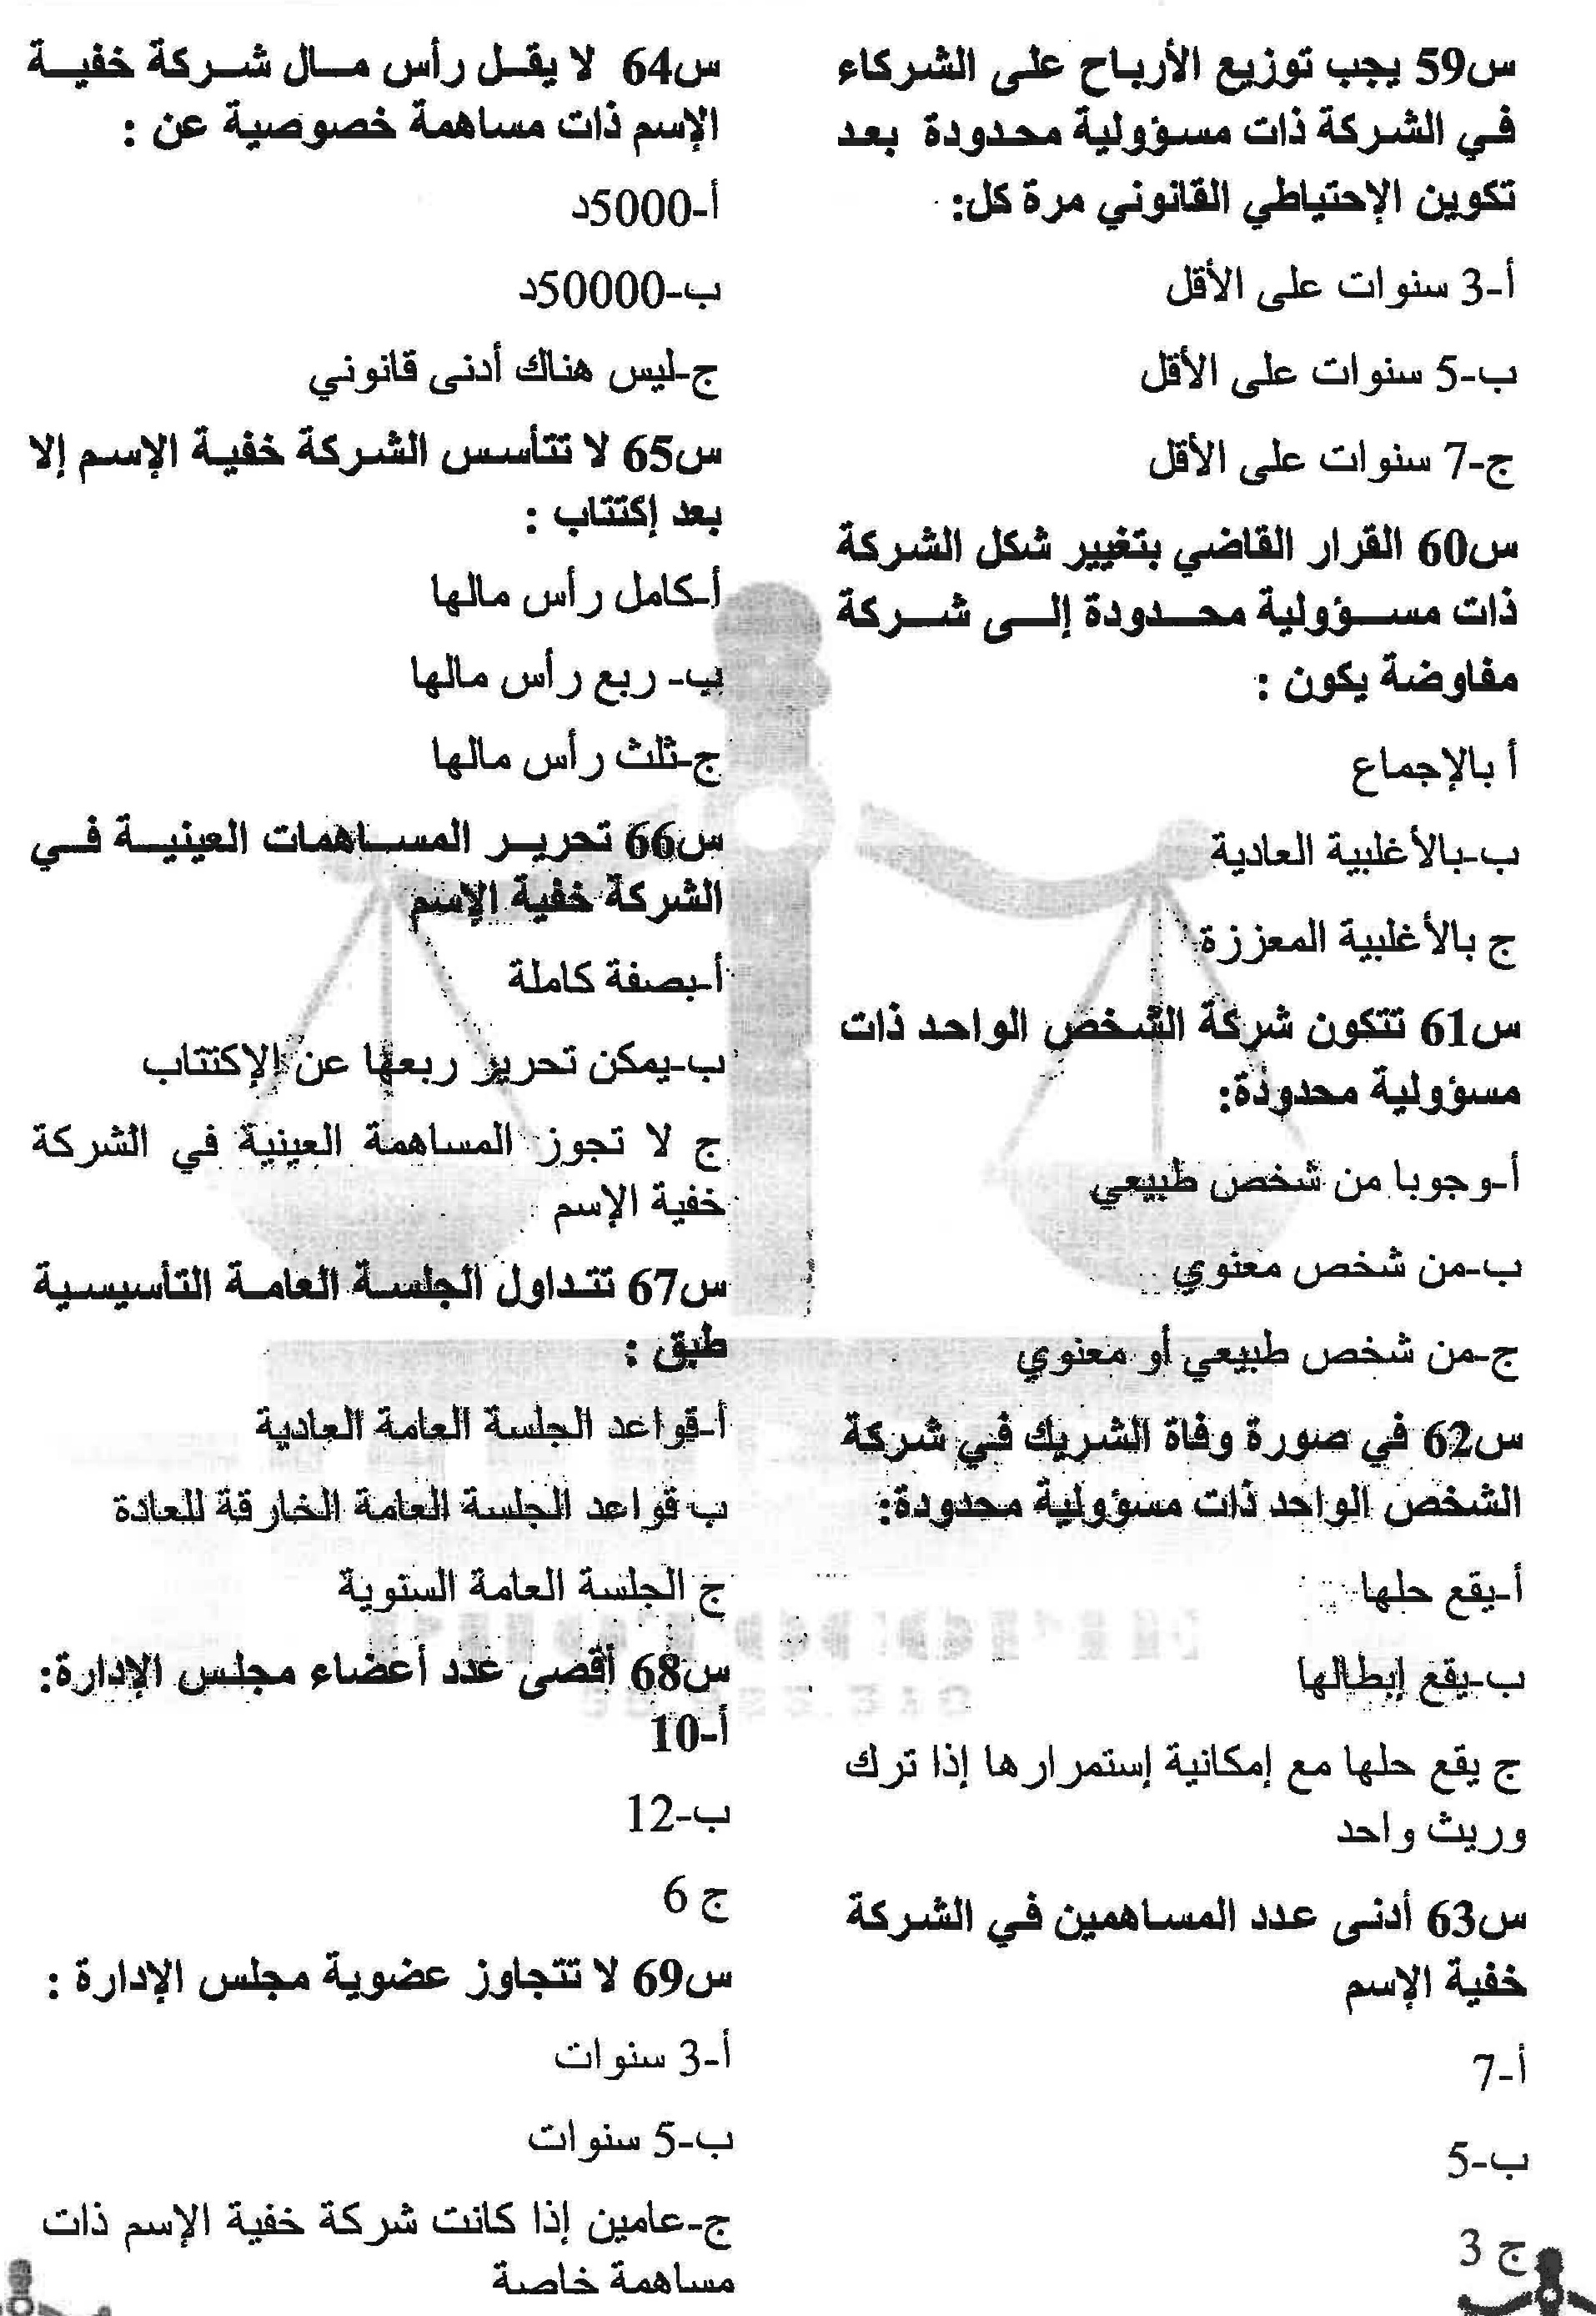 س59 يجب توزيع الأرباح على الشركاء
في الشركة ذات مسؤولية محدودة بعد
تكوين الإحتياطي القانوني مرة كل:
أ-3 سنوات على الأقل
ب-5 سنوات على الأقل
ج-7 سنوات على الأقل
س60 القرار القاضي بتغيير شكل الشركة
ذات مسؤولية محدودة إلى شركة
مفاوضة يكون :
أ بالإجماع
ب-بالأغلبية العادية
ج بالأغلبية المعززة
س61 تتكون شركة الشخص الواحد ذات
مسؤولية محدودة:
أ-وجوبا من شخص طبيعي
ب-من شخص معنوي
ج-من شخص طبيعي أو معنوي
س62 في صورة وفاة الشريك في شركة
الشخص الواحد ذات مسؤولية محدودة:
أ-يقع حلها
ب-يقع إبطالها
ج يقع حلها مع إمكانية إستمرارها إذا ترك
وريث واحد
س63 أدنى عدد المساهمين في الشركة
خفية الإسم
أ-7
ب-5
ج 3
س64 لا يقل رأس مال شركة خفية
الإسم ذات مساهمة خصوصية عن :
أ-5000د
ب-50000د
ج-ليس هناك أدنى قانوني
س65 لا تتأسس الشركة خفية الإسم إلا
بعد إكتتاب :
أ-كامل رأس مالها
ب- ربع رأس مالها
ج-ثلث رأس مالها
س66 تحرير المساهمات العينية في
الشركة خفية الإسم
أ-بصفة كاملة
ب-يمكن تحرير ربعها عن الإكتتاب
ج لا تجوز المساهمة العينية في الشركة
خفية الإسم
س67 تتداول الجلسة العامة التأسيسية
طبق :
أ-قواعد الجلسة العامة العادية
ب قواعد الجلسة العامة الخارقة للعادة
ج الجلسة العامة السنوية
س68 أقصى عدد أعضاء مجلس الإدارة:
أ-10
ب-12
ج 6
س69 لا تتجاوز عضوية مجلس الإدارة :
أ-3 سنوات
ب-5 سنوات
ج-عامين إذا كانت شركة خفية الإسم ذات
مساهمة خاصة